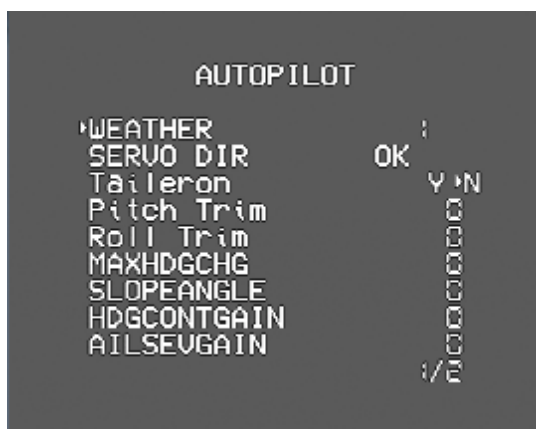 AUTOPILOT
WEATHER
SERVO DIR OK
Taileron Y N
Pitch Trim 0
Roll Trim 0
MAXHDGCHG 0
SLOPEANGLE 0
HDGCONTGAIN 0
AILSEVGAIN 0
1/2